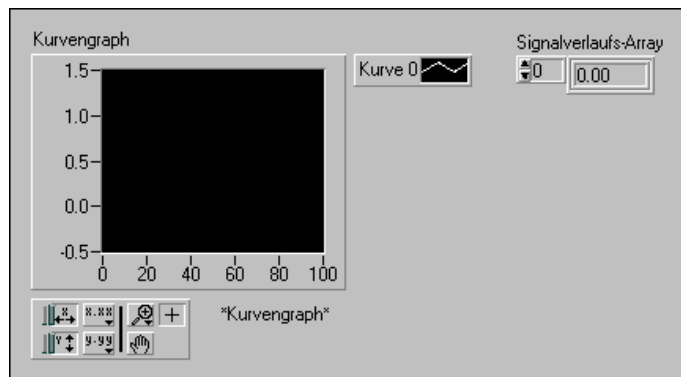 Kurvengraph
Signalverlaufs-Array
Kurve 0
0
0.00
1.5
1.0
0.5
0.0
-0.5
0 20 40 60 80 100
x x.xx
y y.yy
*Kurvengraph*